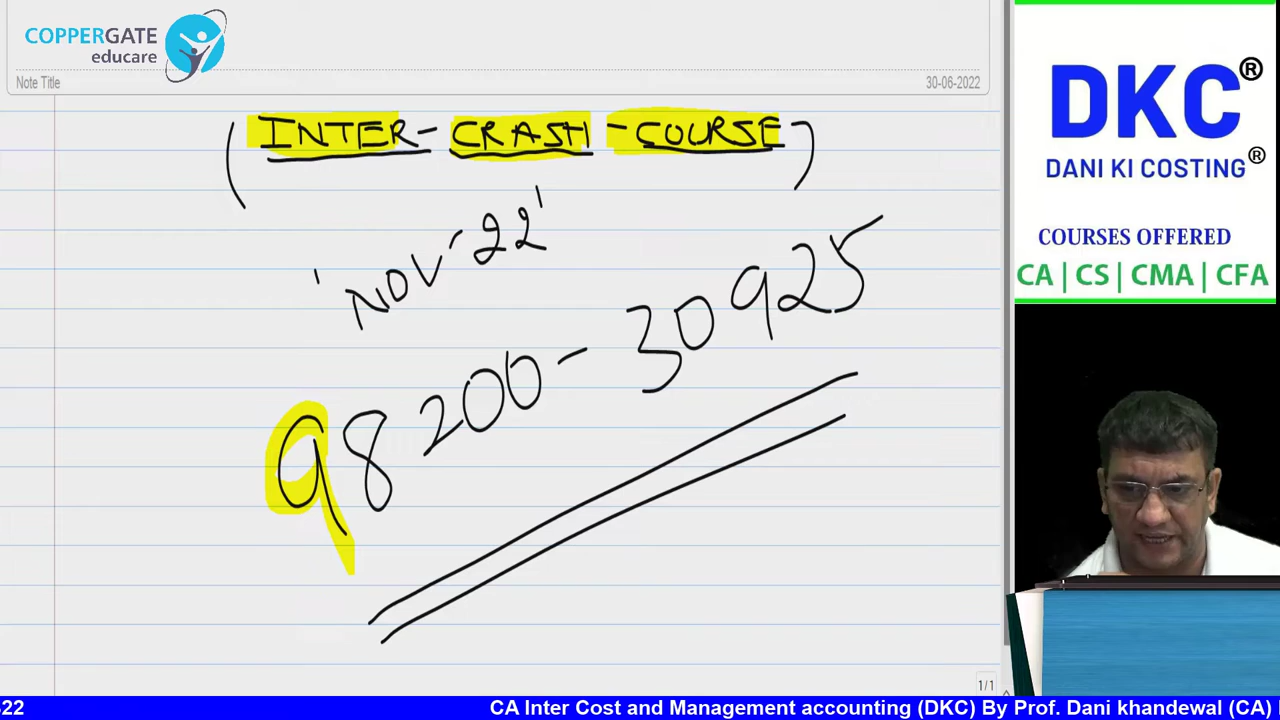 COPPERGATE
educare
Note Title
30-06-2022
(INTER-CRASH-COURSE)
'NOV-22'
98200-30925
1/1
DKC®
DANI KI COSTING®
COURSES OFFERED
CA | CS | CMA | CFA
-22 CA Inter Cost and Management accounting (DKC) By Prof. Dani khandewal (CA)